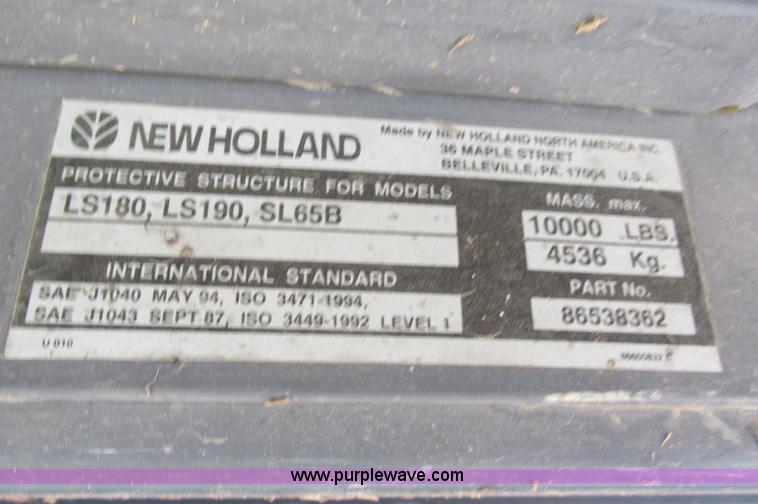 NEW HOLLAND
Made by NEW HOLLAND NORTH AMERICA INC.
36 MAPLE STREET
BELLEVILLE, PA. 17004 U.S.A.
PROTECTIVE STRUCTURE FOR MODELS
LS180, LS190, SL65B
MASS. max.
10000 LBS.
4536 Kg.
INTERNATIONAL STANDARD
SAE J1040 MAY 94, ISO 3471-1994,
SAE J1043 SEPT 87, ISO 3449-1992 LEVEL 1
PART No.
86538362
U 010
www.purplewave.com